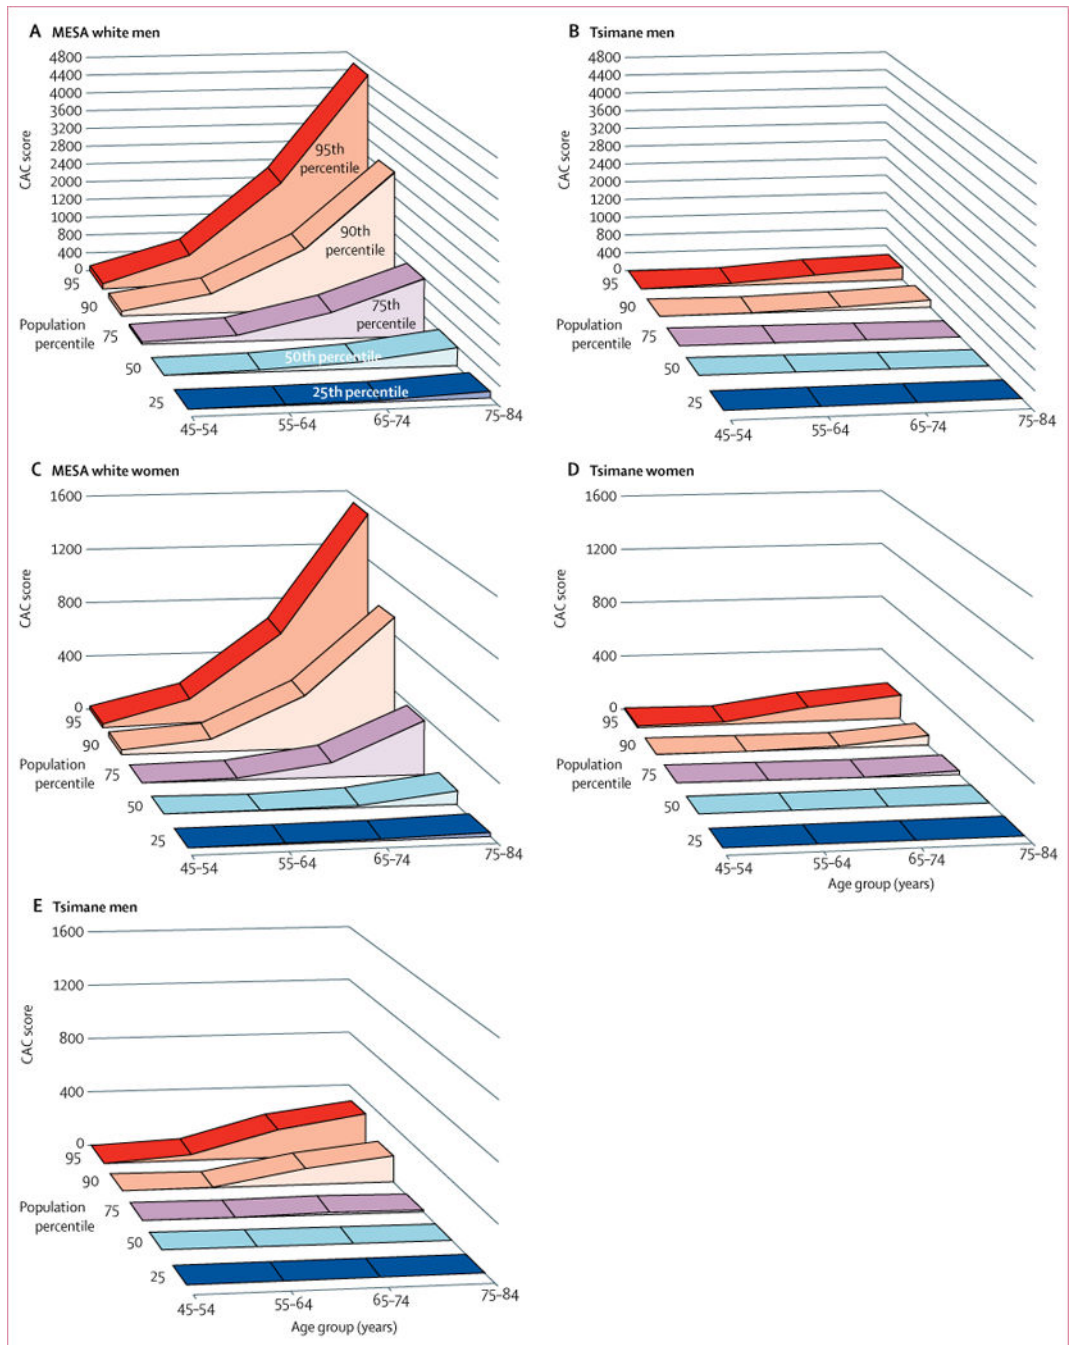 A MESA white men
4800
4400
4000
3600
3200
2800
2400
2000
1200
1000
800
400
0
CAC score
95
90
75
50
25
Population
percentile
95th
percentile
90th
percentile
75th
percentile
50th percentile
25th percentile
45–54
55–64
65–74
75–84
B Tsimane men
4800
4400
4000
3600
3200
2800
2400
2000
1200
1000
800
400
0
CAC score
95
90
75
50
25
Population
percentile
45–54
55–64
65–74
75–84
C MESA white women
1600
1200
800
400
0
CAC score
95
90
75
50
25
Population
percentile
45–54
55–64
65–74
75–84
D Tsimane women
1600
1200
800
400
0
CAC score
95
90
75
50
25
Population
percentile
45–54
55–64
65–74
75–84
Age group (years)
E Tsimane men
1600
1200
800
400
0
CAC score
95
90
75
50
25
Population
percentile
45–54
55–64
65–74
75–84
Age group (years)